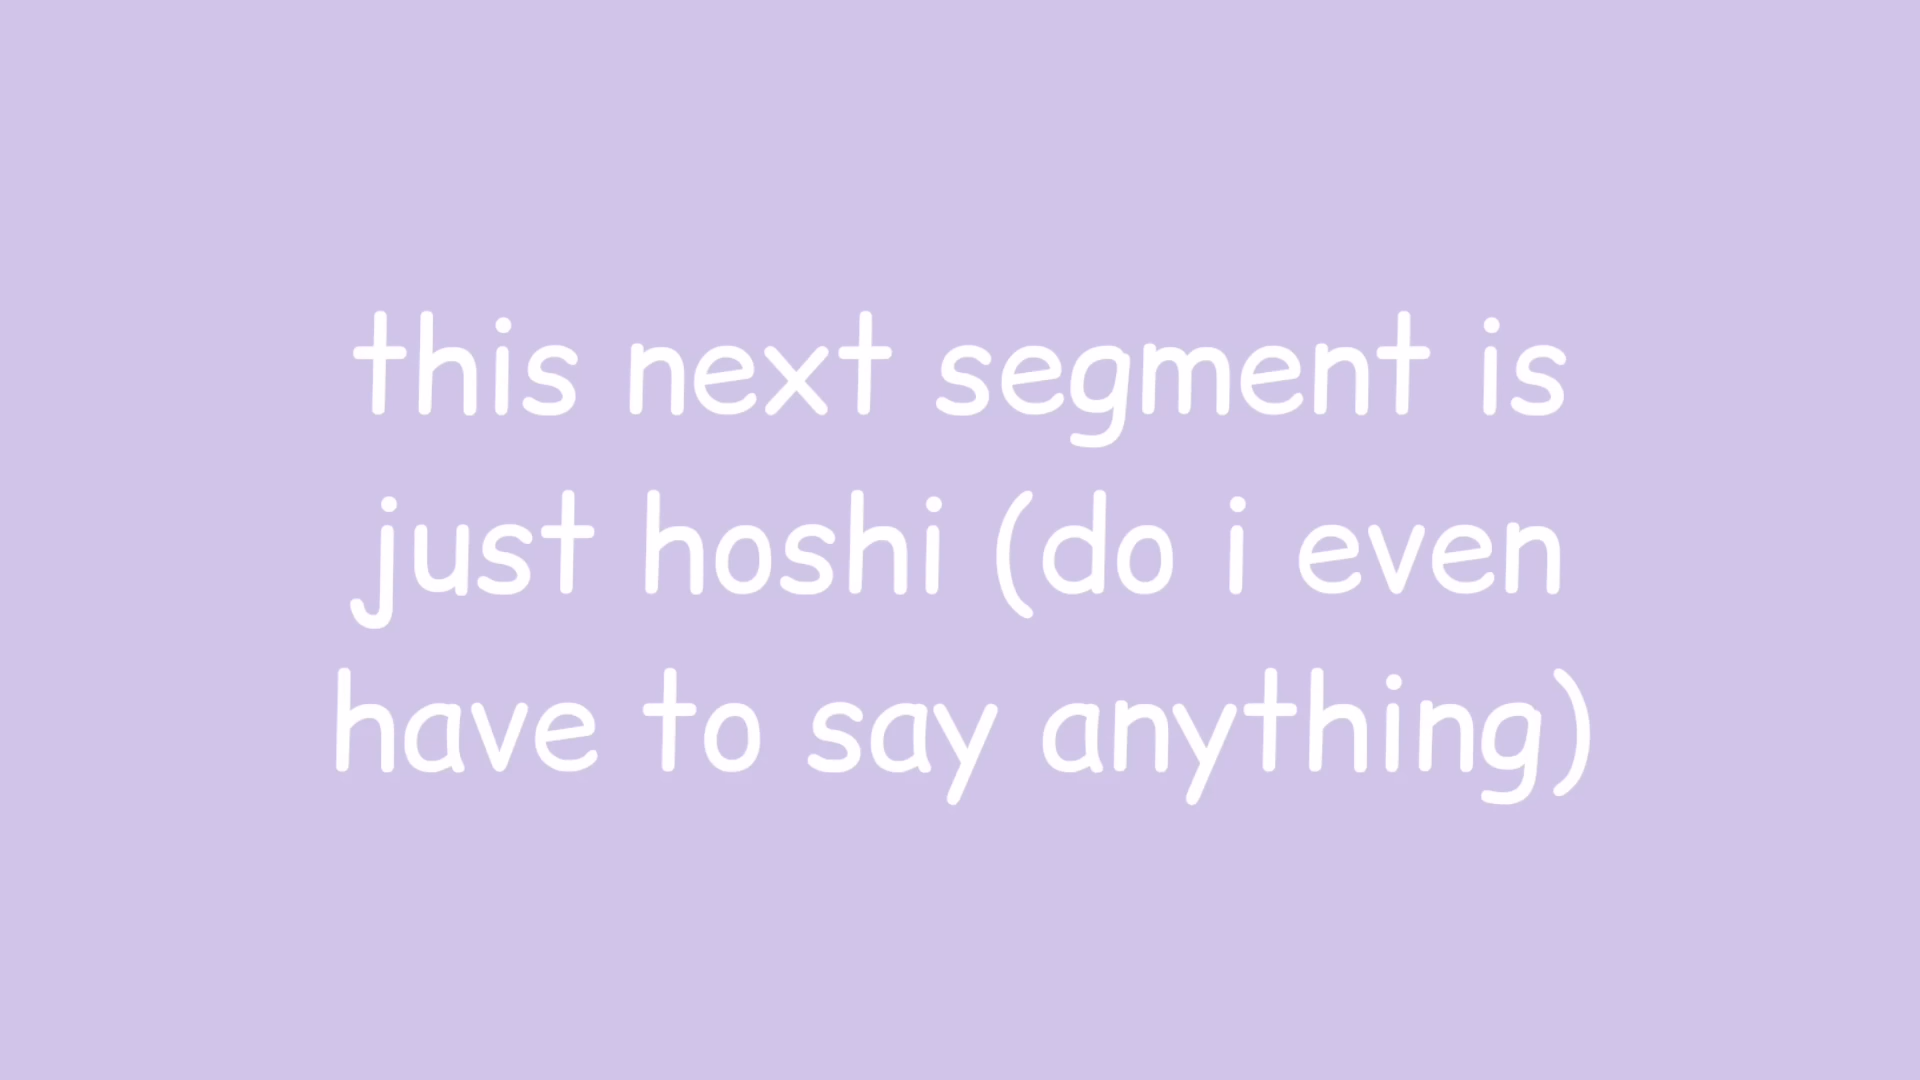 this next segment is
just hoshi (do i even
have to say anything)